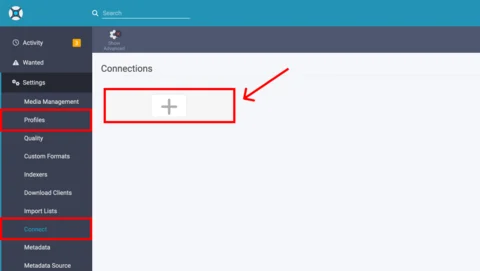 Search
Activity
Wanted
Settings
Media Management
Profiles
Quality
Custom Formats
Indexers
Download Clients
Import Lists
Connect
Metadata
Metadata Source
Show
Advanced
Connections